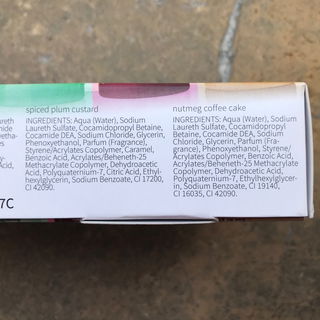 spiced plum custard
INGREDIENTS: Aqua (Water), Sodium
Laureth Sulfate, Cocamidopropyl Betaine,
Cocamide DEA, Sodium Chloride, Glycerin,
Phenoxyethanol, Parfum (Fragrance),
Styrene/Acrylates Copolymer, Caramel,
Benzoic Acid, Acrylates/Beheneth-25
Methacrylate Copolymer, Dehydroacetic
Acid, Polyquaternium-7, Citric Acid, Ethyl-
hexylglycerin, Sodium Benzoate, CI 17200,
CI 42090.
nutmeg coffee cake
INGREDIENTS: Aqua (Water), Sodium
Laureth Sulfate, Cocamidopropyl
Betaine, Cocamide DEA, Sodium
Chloride, Glycerin, Parfum (Fra-
grance), Phenoxyethanol, Styrene/
Acrylates Copolymer, Benzoic Acid,
Acrylates/Beheneth-25 Methacrylate
Copolymer, Dehydroacetic Acid,
Polyquaternium-7, Ethylhexylglycer-
in, Sodium Benzoate, CI 19140,
CI 16035, CI 42090.
7C